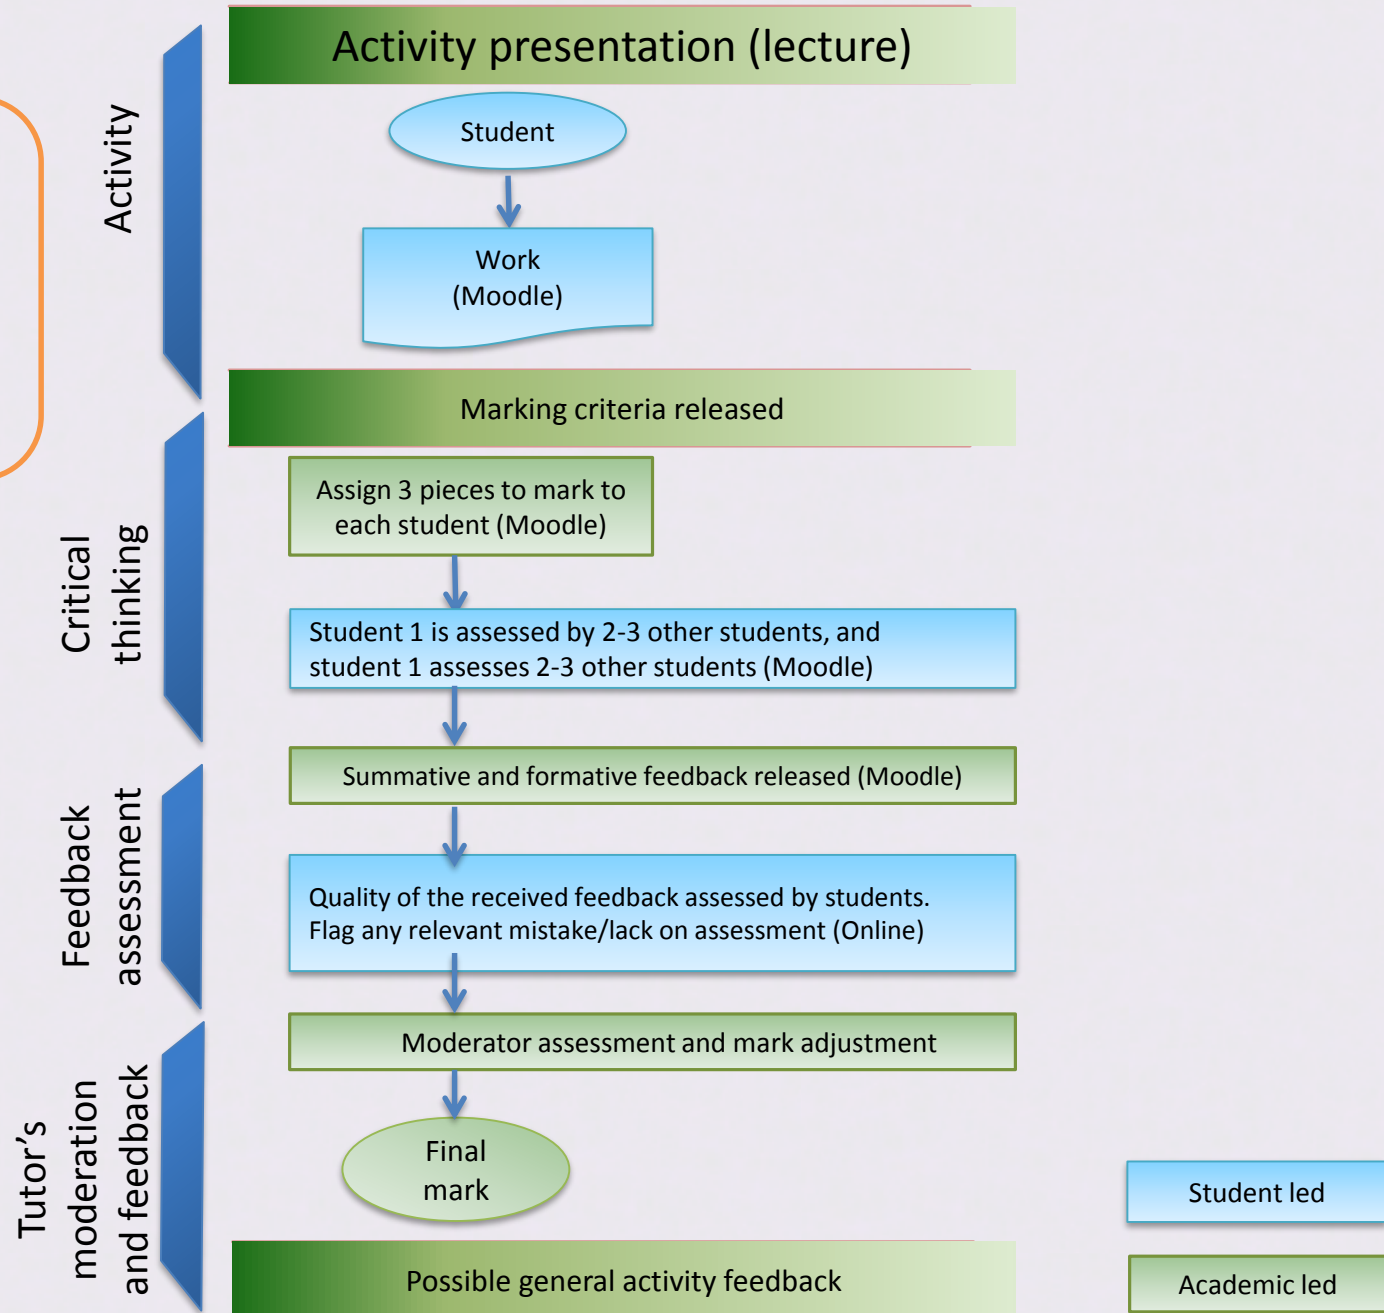 Activity presentation (lecture)
Activity
Student
Work
(Moodle)
Marking criteria released
Critical
thinking
Assign 3 pieces to mark to
each student (Moodle)
Student 1 is assessed by 2-3 other students, and
student 1 assesses 2-3 other students (Moodle)
Summative and formative feedback released (Moodle)
Feedback
assessment
Quality of the received feedback assessed by students.
Flag any relevant mistake/lack on assessment (Online)
Moderator assessment and mark adjustment
Tutor’s
moderation
and feedback
Final
mark
Possible general activity feedback
Student led
Academic led